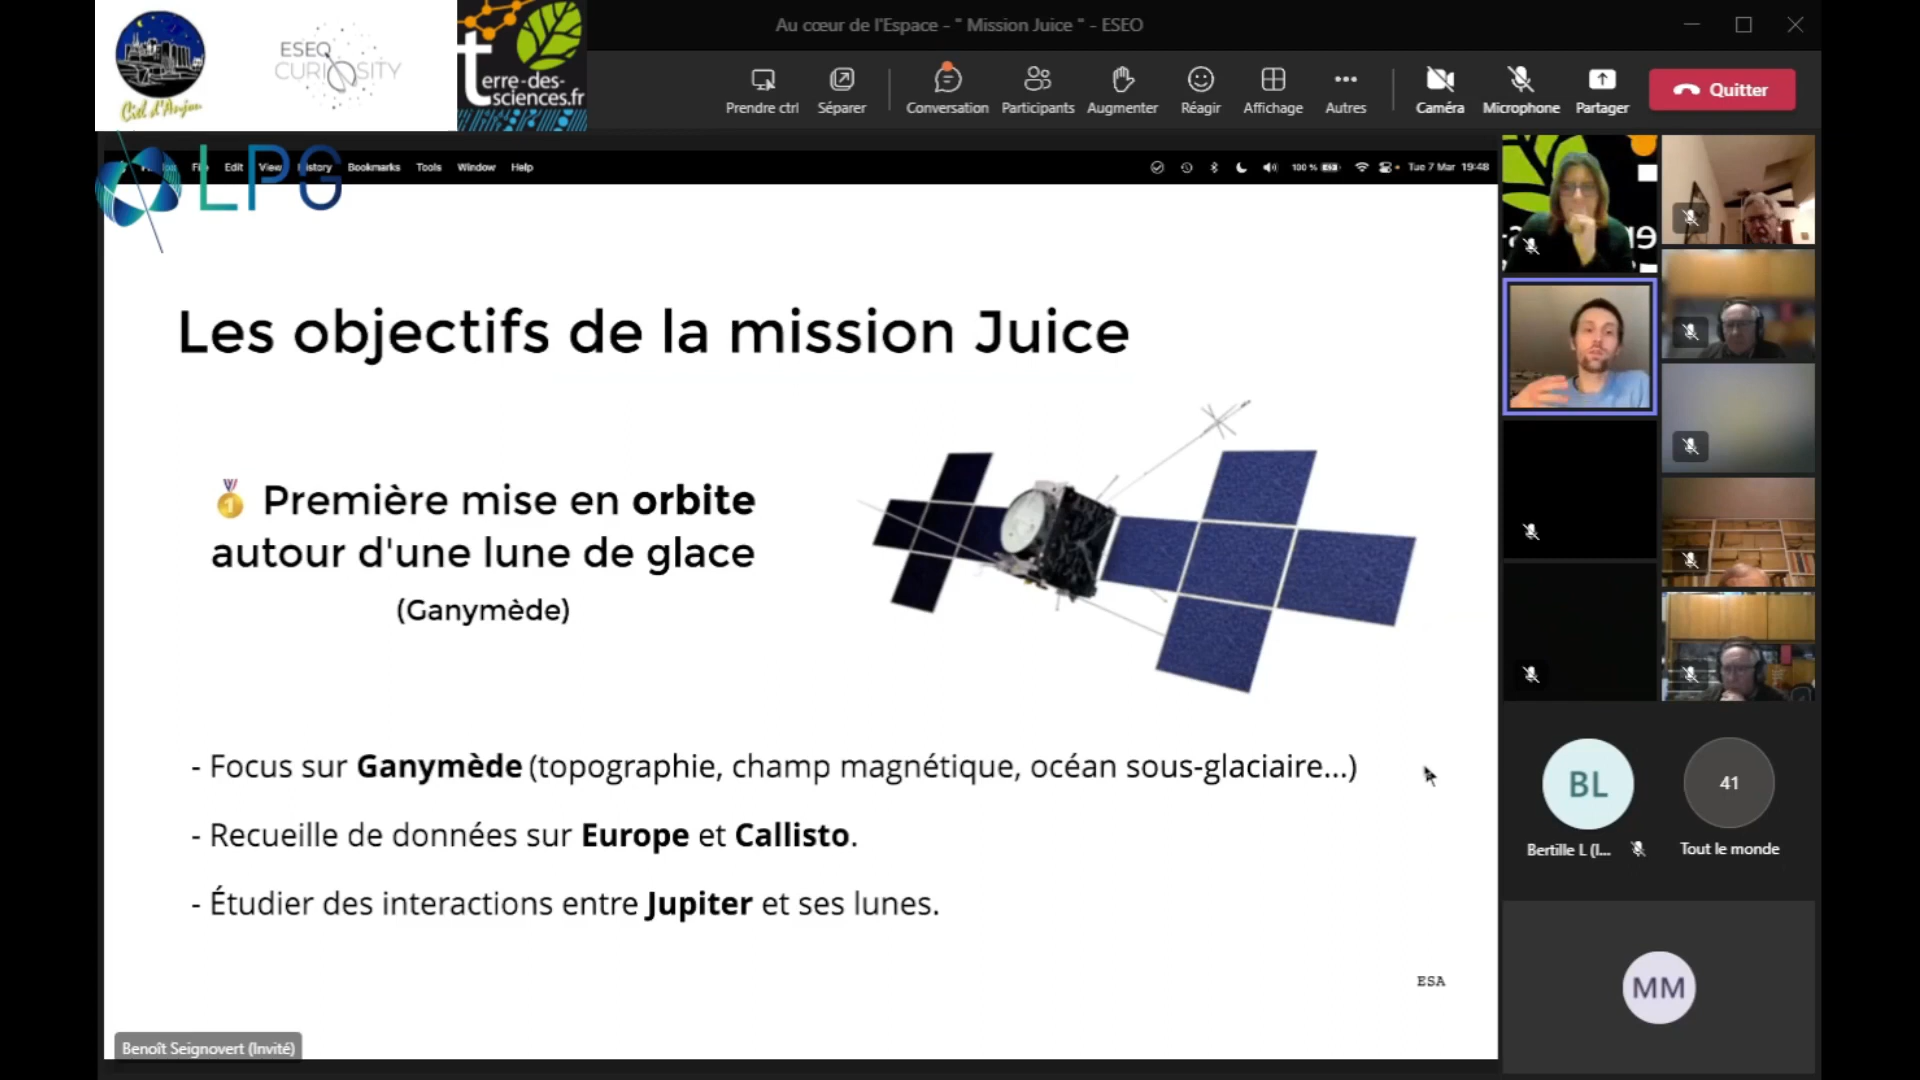 Au cœur de l'Espace - " Mission Juice " - ESEO
Ciel d'Anjou
ESEO
CURIOSITY
terre-des-
sciences.fr
Prendre ctrl
Séparer
Conversation
Participants
Augmenter
Réagir
Affichage
Autres
Caméra
Microphone
Partager
Quitter
LPG
Edit View History Bookmarks Tools Window Help
100 % Tue 7 Mar 19:48
Les objectifs de la mission Juice
Première mise en orbite
autour d'une lune de glace
(Ganymède)
- Focus sur Ganymède (topographie, champ magnétique, océan sous-glaciaire...)
- Recueille de données sur Europe et Callisto.
- Étudier des interactions entre Jupiter et ses lunes.
ESA
Benoît Seignovert (Invité)
BL
Bertille L (I...
41
Tout le monde
MM